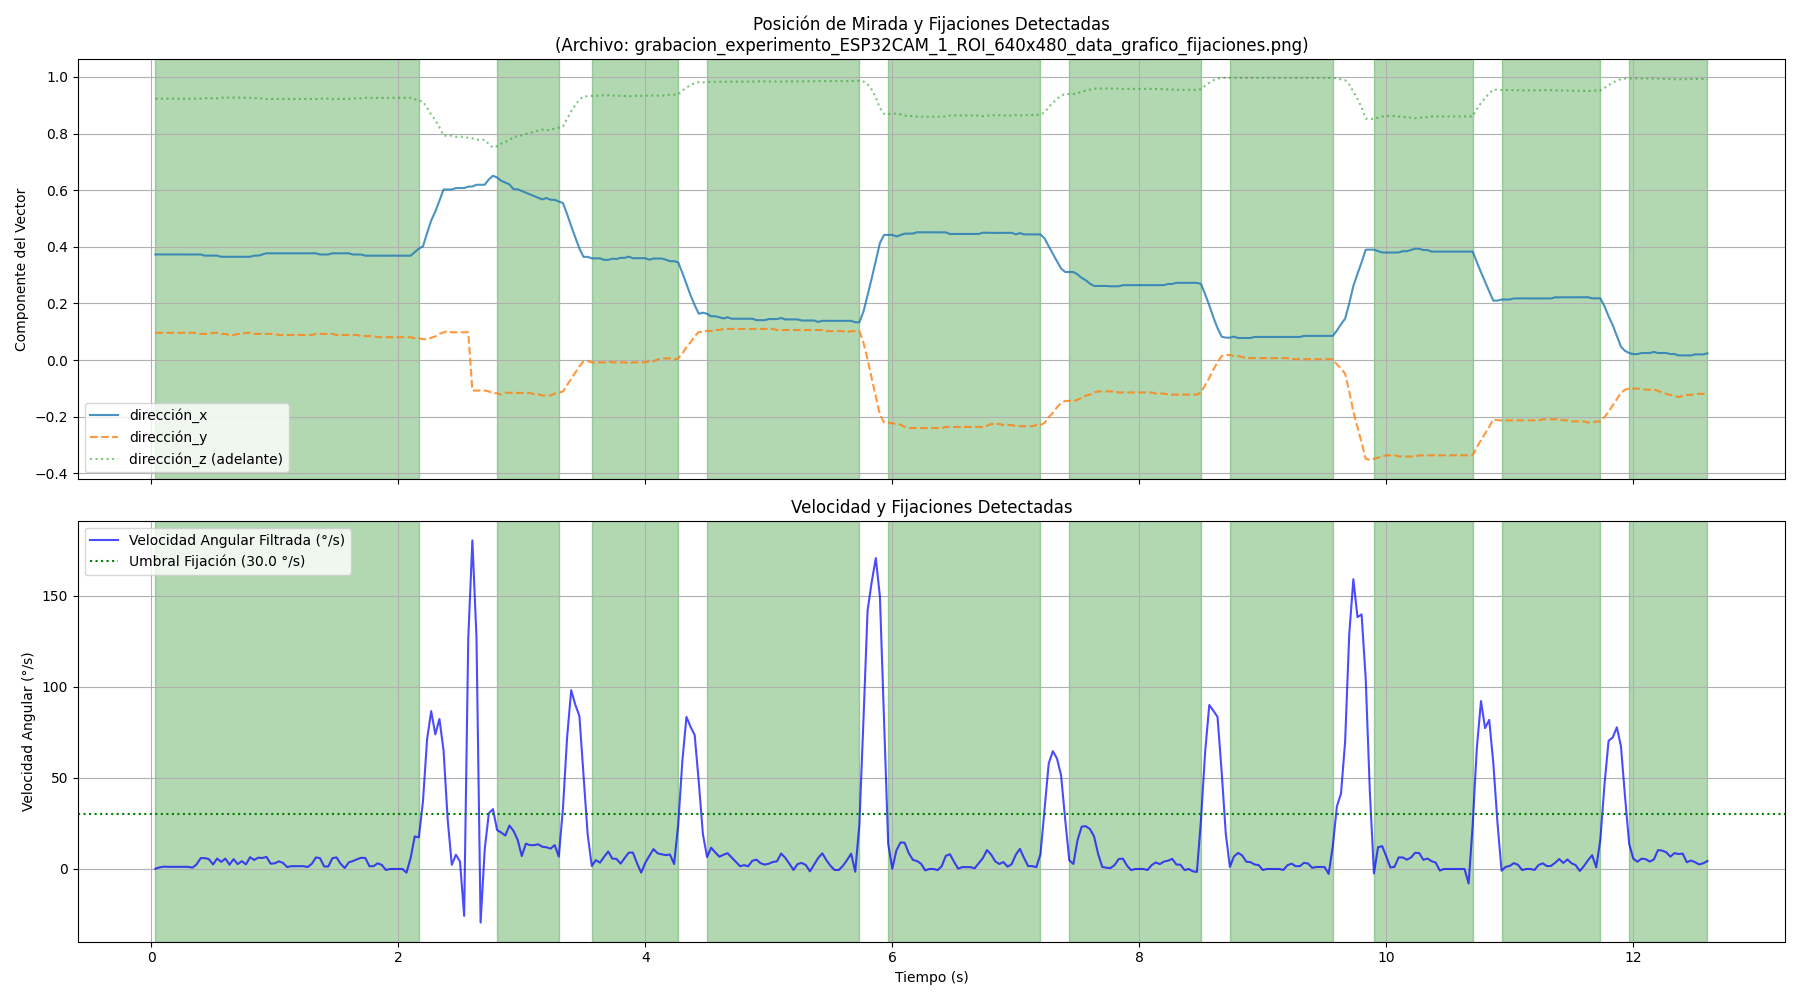 Posición de Mirada y Fijaciones Detectadas
(Archivo: grabacion_experimento_ESP32CAM_1_ROI_640x480_data_grafico_fijaciones.png)
Componente del Vector
1.0
0.8
0.6
0.4
0.2
0.0
−0.2
−0.4
dirección_x
dirección_y
dirección_z (adelante)
Velocidad y Fijaciones Detectadas
Velocidad Angular (°/s)
150
100
50
0
Velocidad Angular Filtrada (°/s)
Umbral Fijación (30.0 °/s)
0 2 4 6 8 10 12
Tiempo (s)